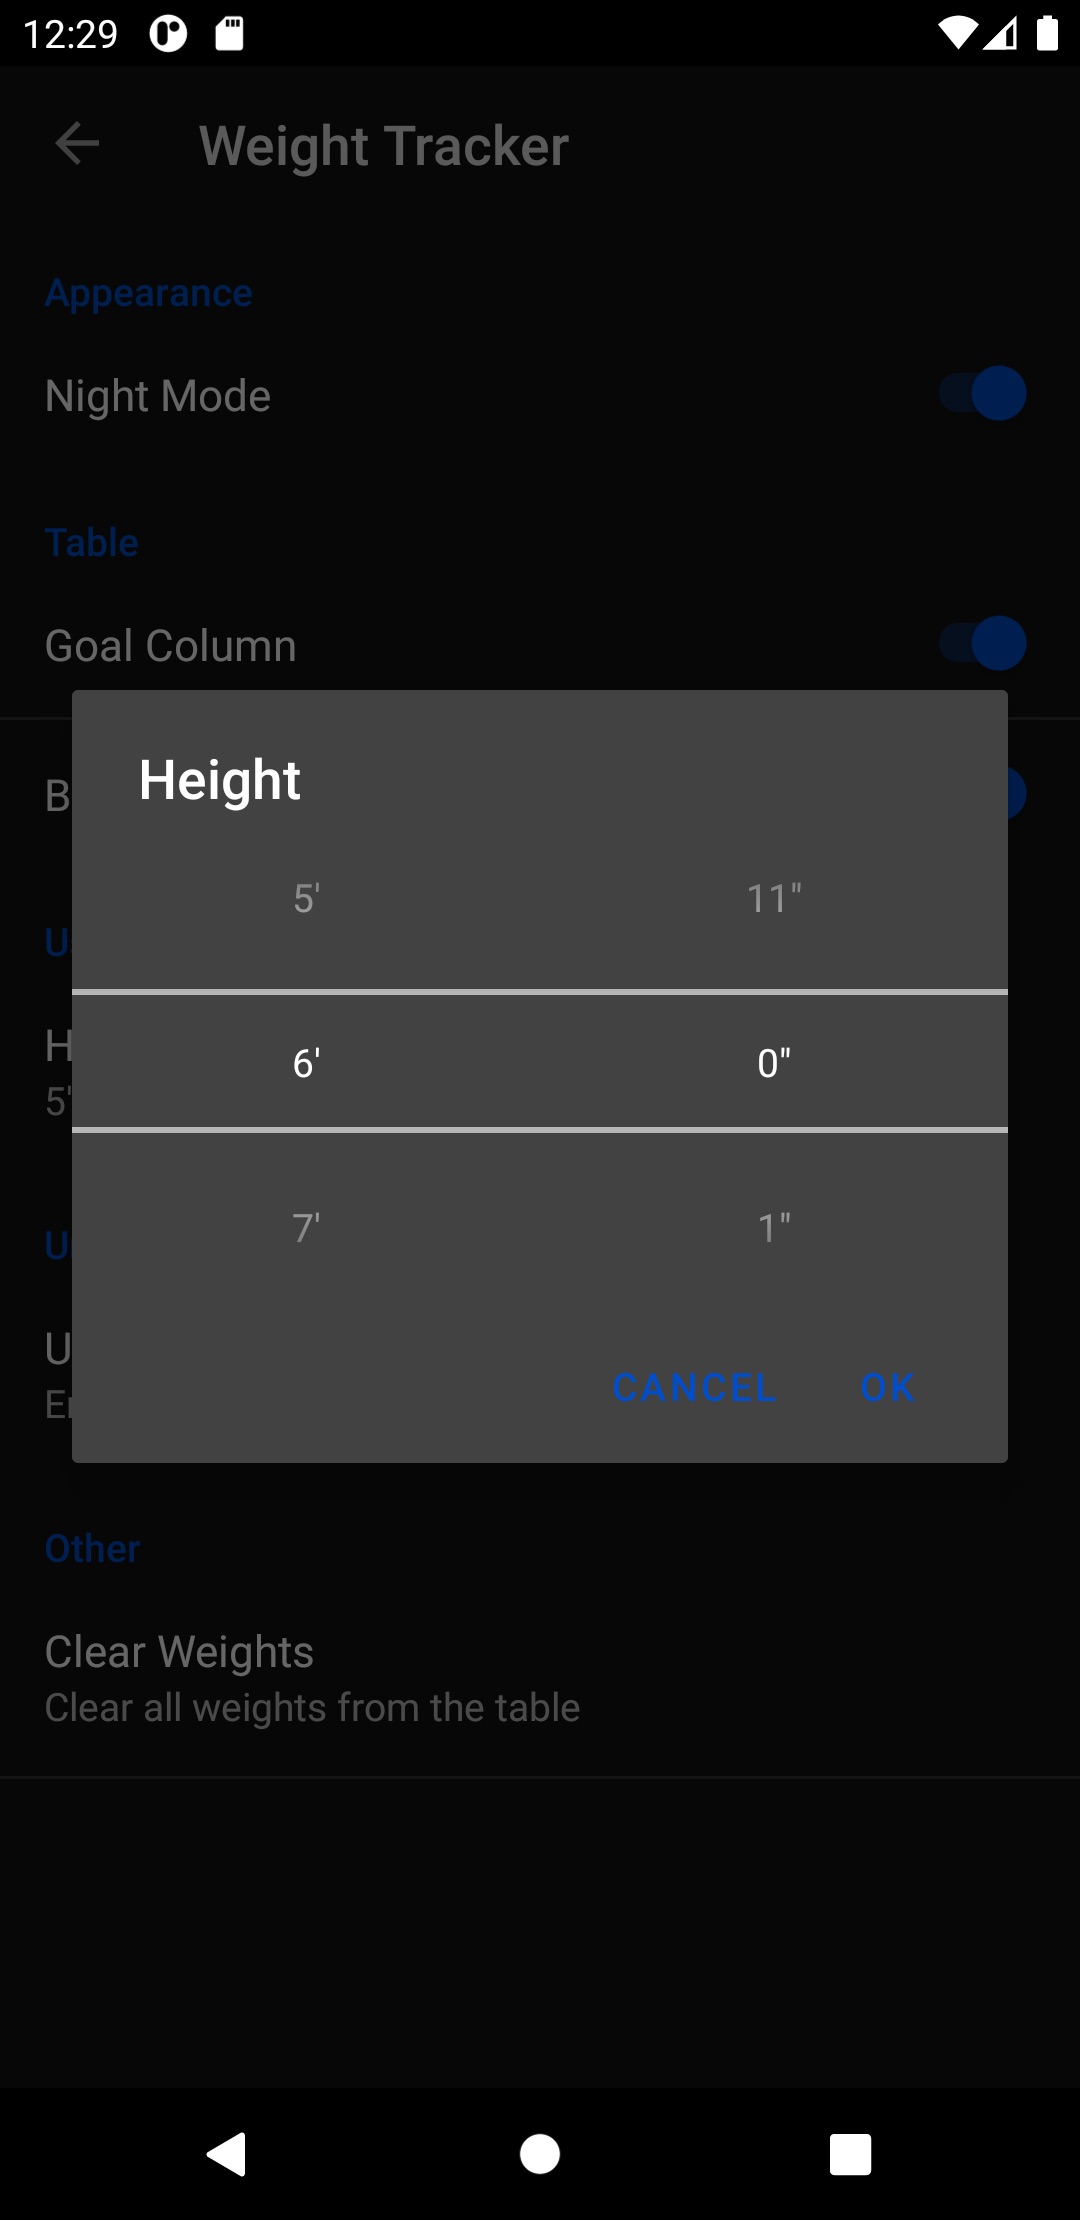 12:29
Weight Tracker
Appearance
Night Mode
Table
Goal Column
Height
5' 11"
6' 0"
7' 1"
CANCEL OK
Other
Clear Weights
Clear all weights from the table